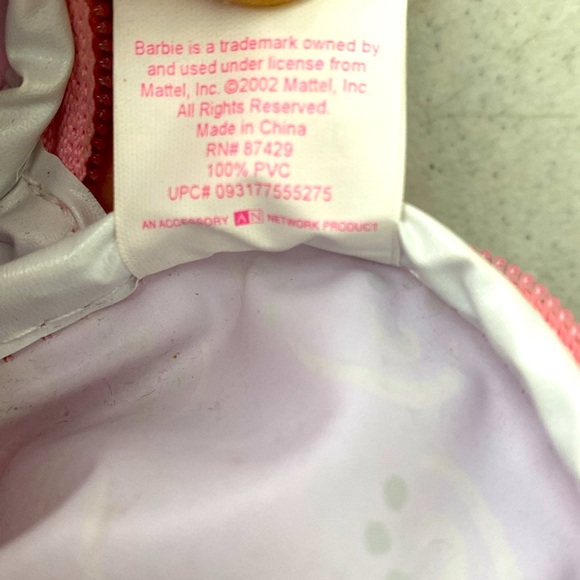 Barbie is a trademark owned by
and used under license from
Mattel, Inc. ©2002 Mattel, Inc
All Rights Reserved.
Made in China
RN# 87429
100% PVC
UPC# 093177555275
AN ACCESSORY AN NETWORK PRODUCT